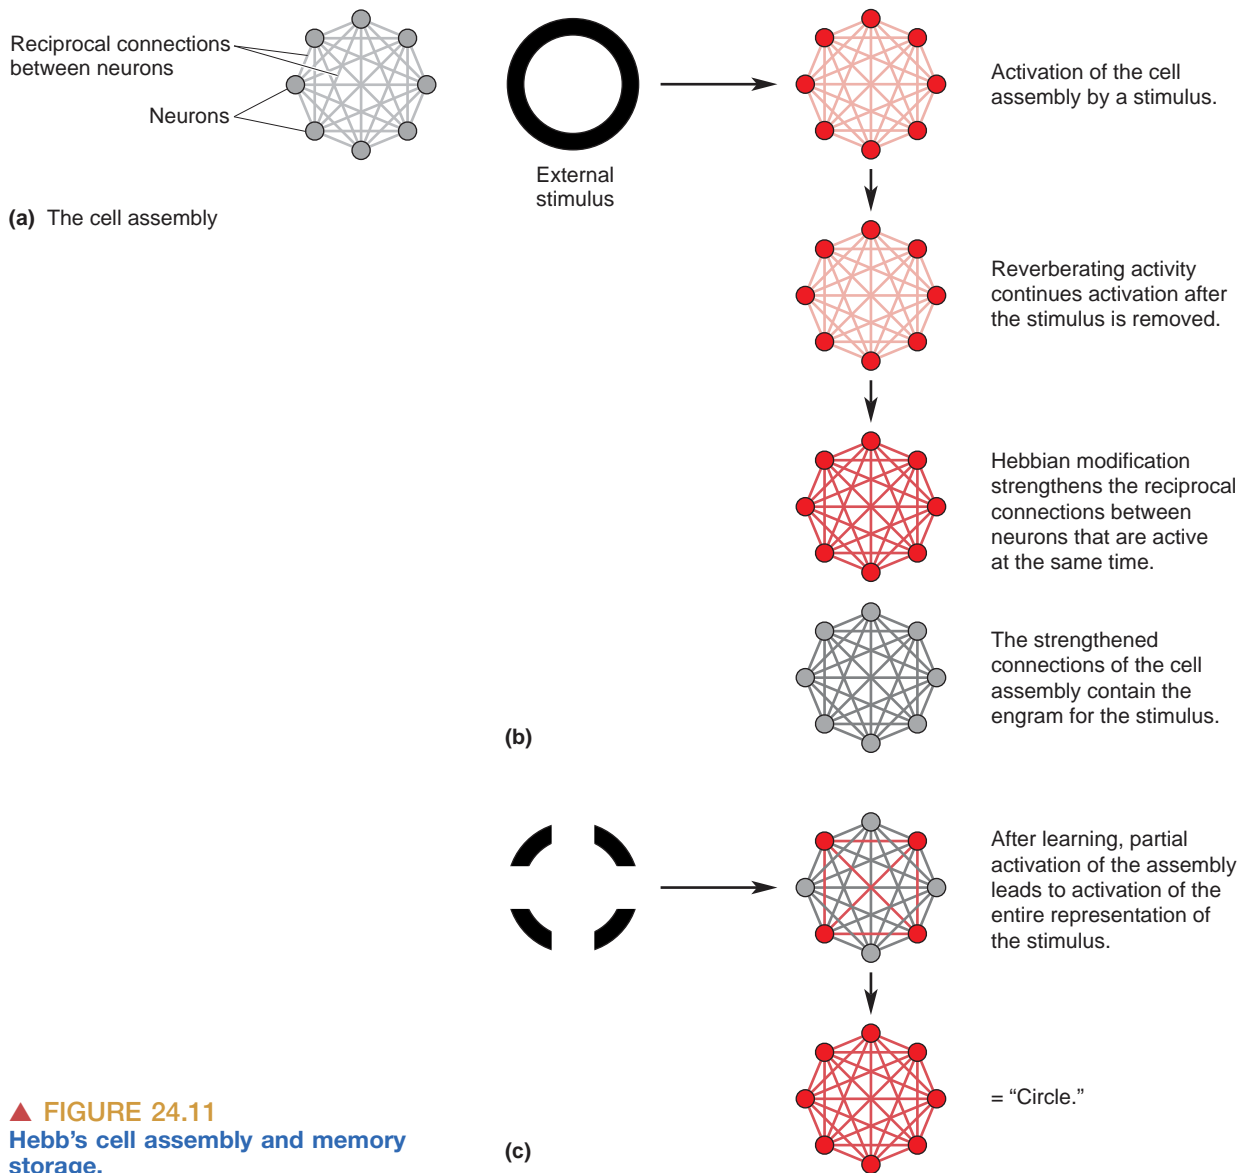 Reciprocal connections
between neurons
Neurons
(a) The cell assembly
External
stimulus
Activation of the cell
assembly by a stimulus.
Reverberating activity
continues activation after
the stimulus is removed.
Hebbian modification
strengthens the reciprocal
connections between
neurons that are active
at the same time.
The strengthened
connections of the cell
assembly contain the
engram for the stimulus.
(b)
After learning, partial
activation of the assembly
leads to activation of the
entire representation of
the stimulus.
= “Circle.”
(c)
▲ FIGURE 24.11
Hebb’s cell assembly and memory
storage.